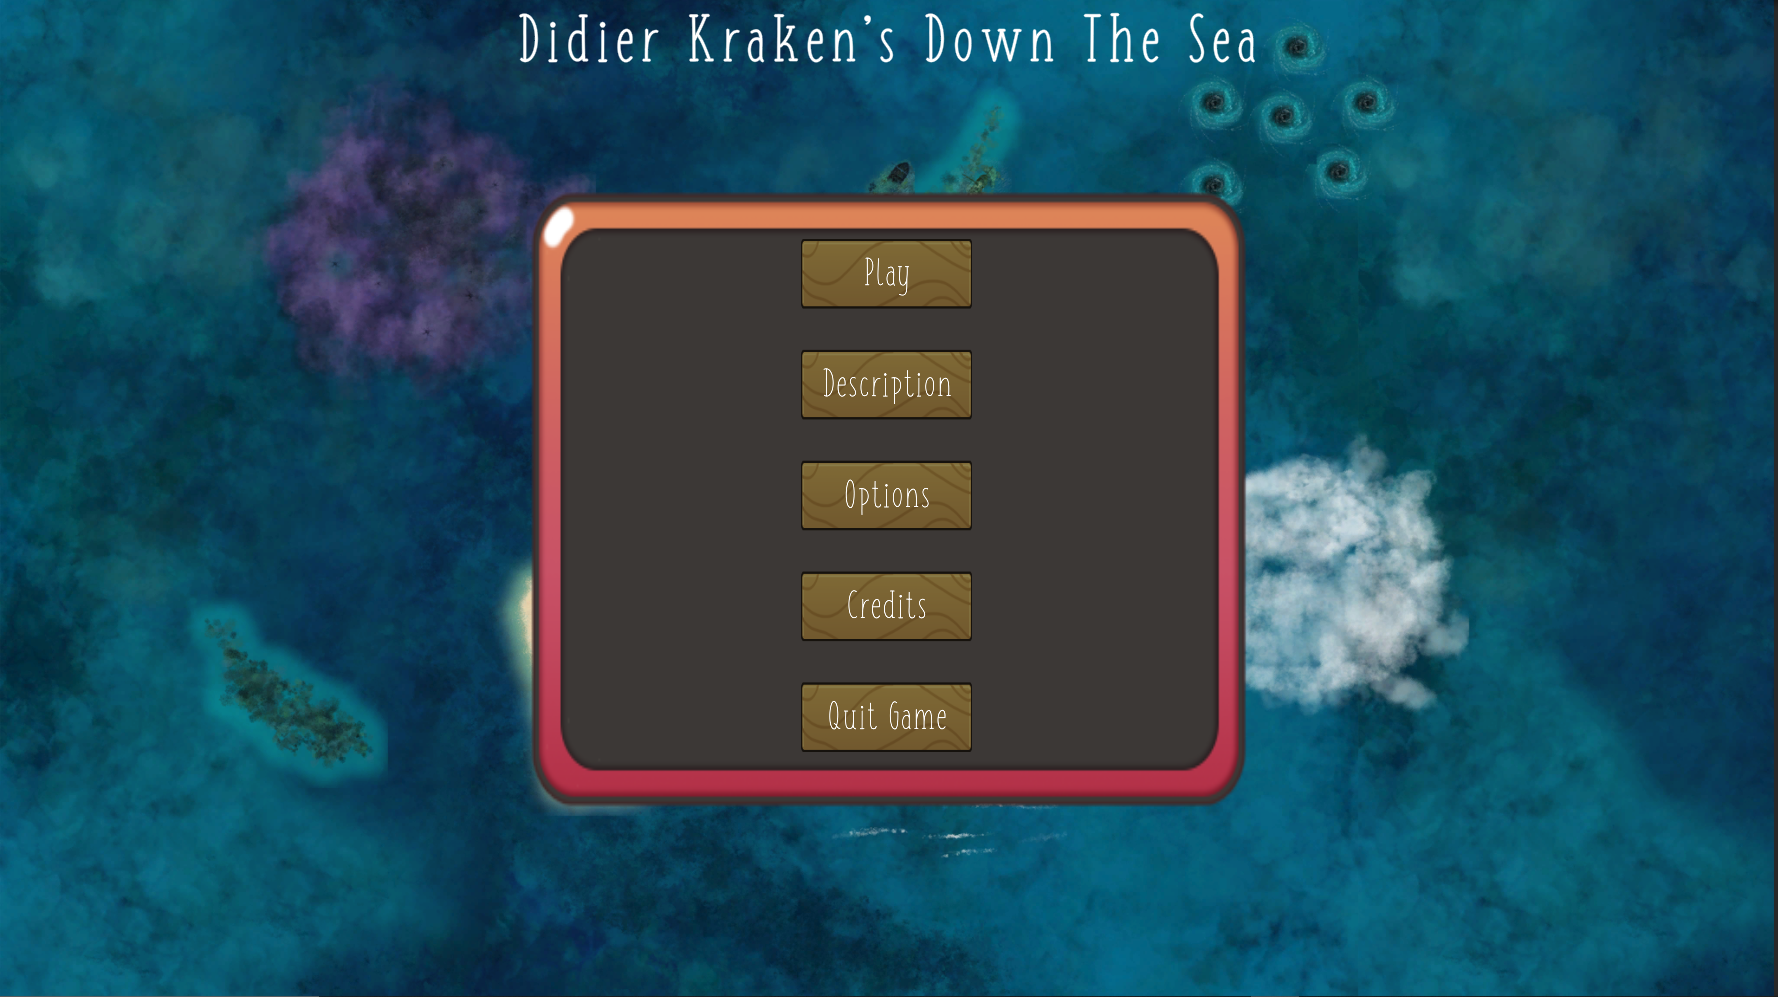 Didier Kraken's Down The Sea
Play
Description
Options
Credits
Quit Game